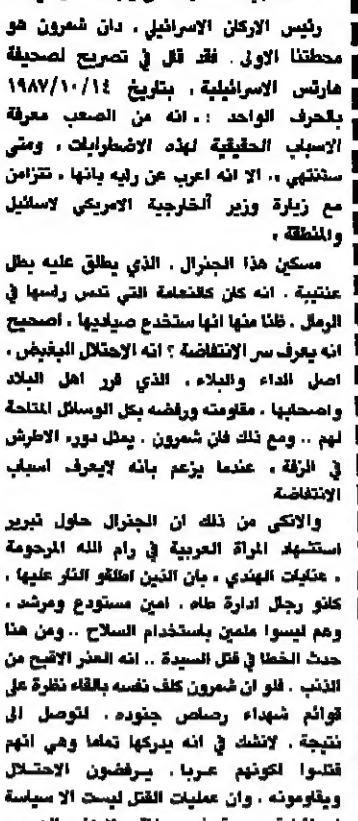 رئيس الاركان الاسرائيلي ، دان شمرون هو
محطتنا الاولى . فقد قال في تصريح لصحيفة
هارتس الاسرائيلية ، بتاريخ ١٩٨٧/١٠/١٤
بالحرف الواحد : « انه من الصعب معرفة
الاسباب الحقيقية لهذه الاضطرابات ، ومتى
ستنتهي » . الا انه اعرب عن رايه بانها ، تتزامن
مع زيارة وزير الخارجية الامريكي لاسرائيل
والمنطقة ،
مسكين هذا الجنرال . الذي يطلق عليه بطل
عنتيبة . انه كان كالنعامة التي تدس راسها في
الرمال . ظنا منها انها ستخدع صياديها ، اصحيح
انه يعرف سر الانتفاضة ؟ انه الاحتلال البغيض ،
اصل الداء والبلاء ، الذي قرر اهل البلاد
واصحابها ، مقاومته ورفضه بكل الوسائل المتاحة
لهم .. ومع ذلك فان شمرون . يمثل دور، الاطرش
في الزفة ، عندما يزعم بانه لايعرف اسباب
الانتفاضة
والانكى من ذلك ان الجنرال حاول تبرير
استشهاد المراة العربية في رام الله المرحومة
، عنايات الهندي ، بان الذين اطلقو النار عليها ،
كانو رجال ادارة طاه . امين مستودع ومرشد ،
وهم ليسوا ملمين باستخدام السلاح .. ومن هنا
حدث الخطا في قتل السيدة .. انه العذر الاقبح من
الذنب . فلو ان شمرون كلف نفسه بالقاء نظرة على
قوائم شهداء رصاص جنوده ، لتوصل الى
نتيجة . لانشك في انه يدركها تماما وهي انهم
قتلوا لكونهم عربا . يرفضون الاحتلال
ويقاومونه ، وان عمليات القتل ليست الا سياسة